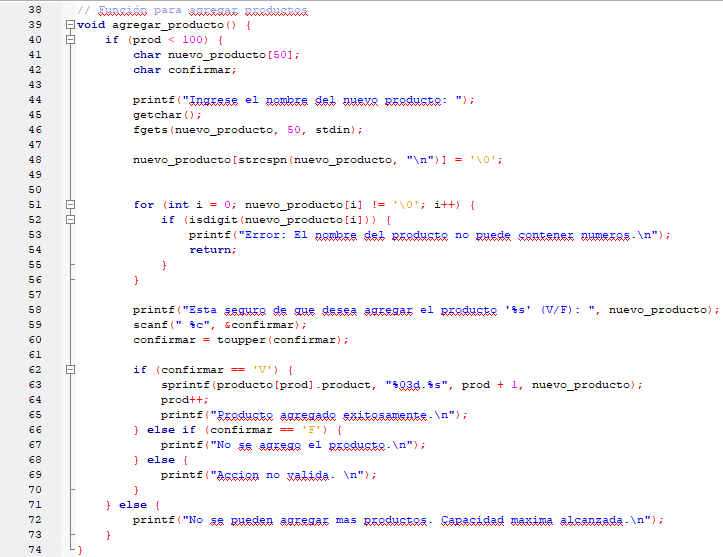 38 // Función para agregar productos
39 void agregar_producto() {
40     if (prod < 100) {
41         char nuevo_producto[50];
42         char confirmar;
43
44         printf("Ingrese el nombre del nuevo producto: ");
45         getchar();
46         fgets(nuevo_producto, 50, stdin);
47
48         nuevo_producto[strcspn(nuevo_producto, "\n")] = '\0';
49
50
51         for (int i = 0; nuevo_producto[i] != '\0'; i++) {
52             if (isdigit(nuevo_producto[i])) {
53                 printf("Error: El nombre del producto no puede contener numeros.\n");
54                 return;
55             }
56         }
57
58         printf("Esta seguro de que desea agregar el producto '%s' (V/F): ", nuevo_producto);
59         scanf(" %c", &confirmar);
60         confirmar = toupper(confirmar);
61
62         if (confirmar == 'V') {
63             sprintf(producto[prod].product, "%03d.%s", prod + 1, nuevo_producto);
64             prod++;
65             printf("Producto agregado exitosamente.\n");
66         } else if (confirmar == 'F') {
67             printf("No se agrego el producto.\n");
68         } else {
69             printf("Accion no valida. \n");
70         }
71     } else {
72         printf("No se pueden agregar mas productos. Capacidad maxima alcanzada.\n");
73     }
74 }